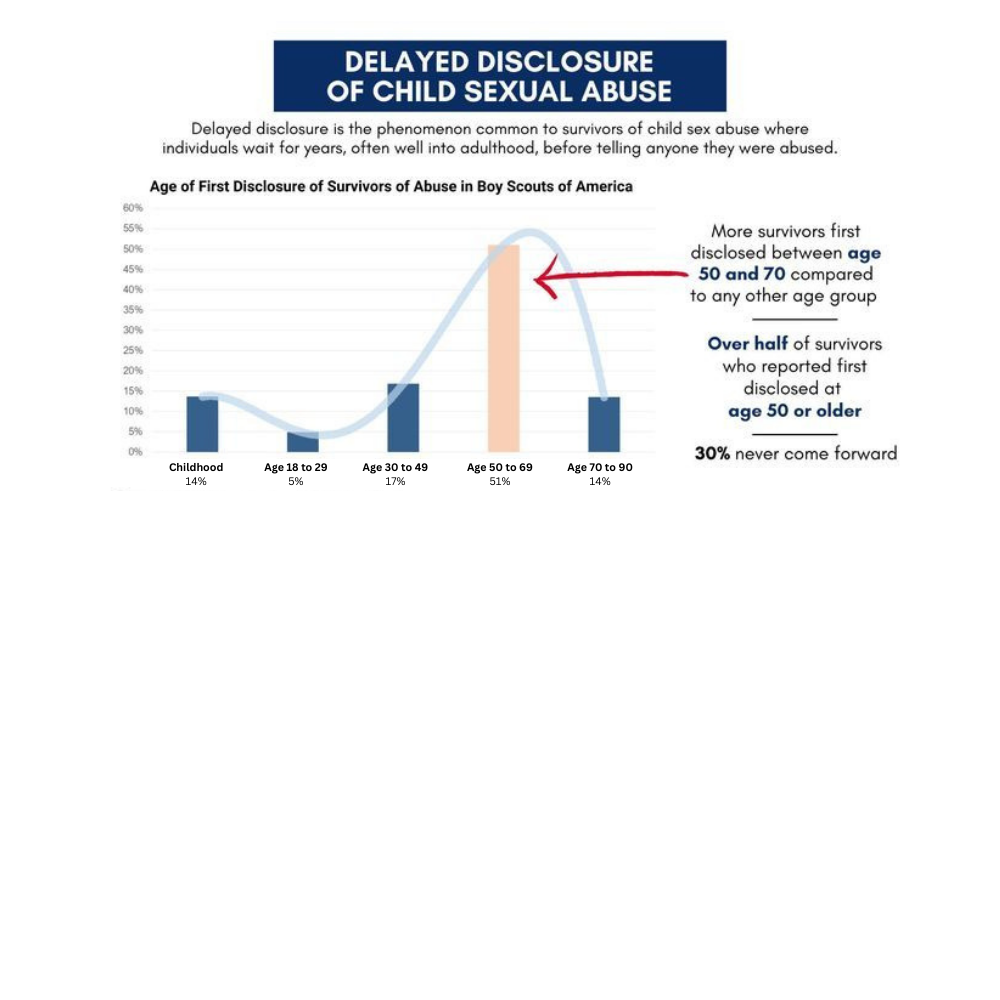 DELAYED DISCLOSURE
OF CHILD SEXUAL ABUSE
Delayed disclosure is the phenomenon common to survivors of child sex abuse where
individuals wait for years, often well into adulthood, before telling anyone they were abused.
Age of First Disclosure of Survivors of Abuse in Boy Scouts of America
60%
55%
50%
45%
40%
35%
30%
25%
20%
15%
10%
5%
0%
Childhood
14%
Age 18 to 29
5%
Age 30 to 49
17%
Age 50 to 69
51%
Age 70 to 90
14%
More survivors first
disclosed between age
50 and 70 compared
to any other age group
Over half of survivors
who reported first
disclosed at
age 50 or older
30% never come forward